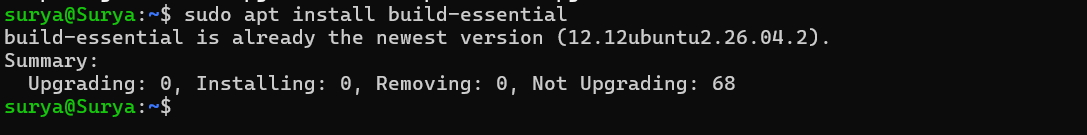 surya@Surya:~$ sudo apt install build-essential
build-essential is already the newest version (12.12ubuntu2.26.04.2).
Summary:
  Upgrading: 0, Installing: 0, Removing: 0, Not Upgrading: 68
surya@Surya:~$